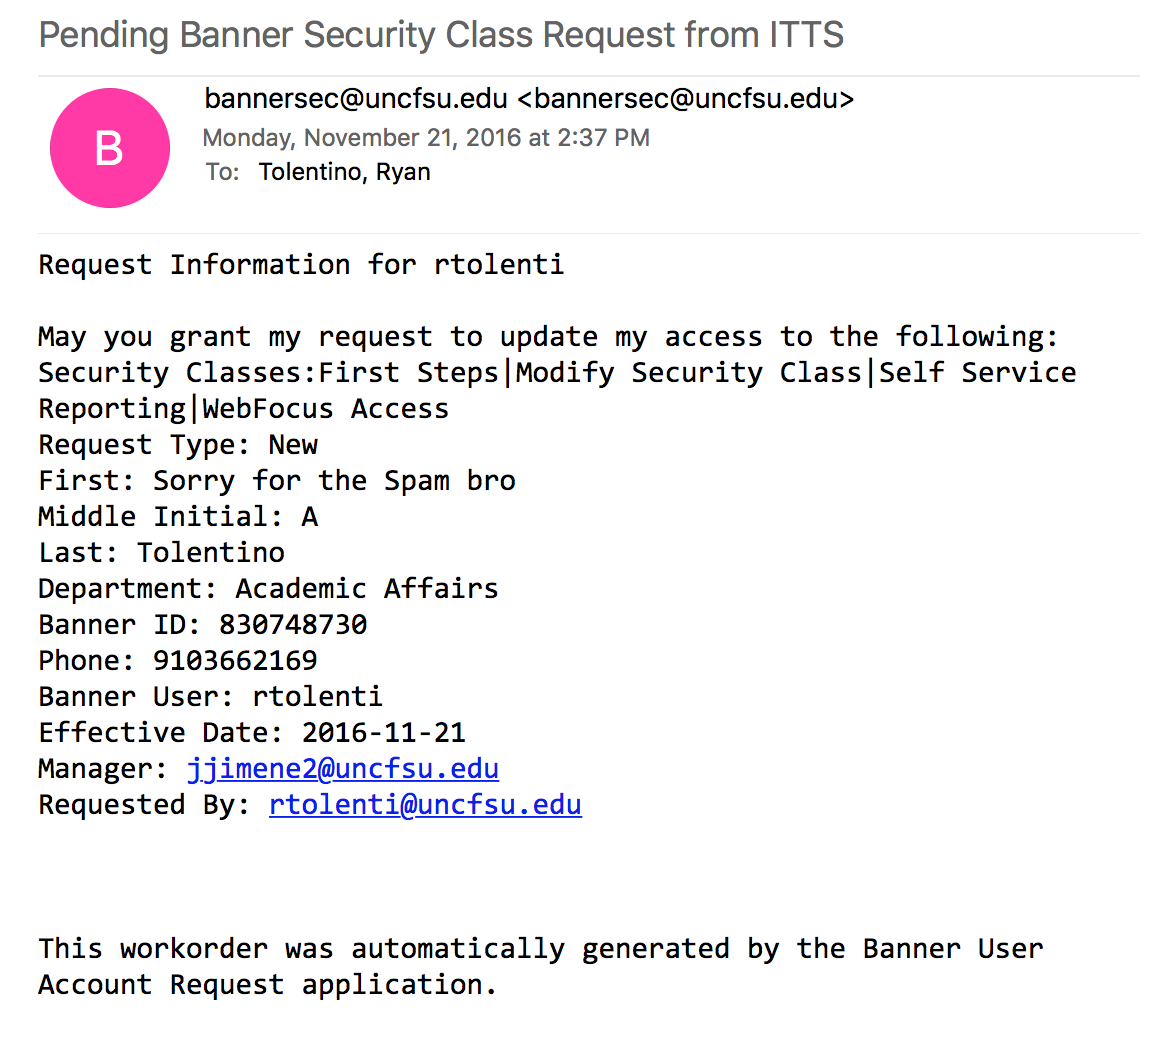 Pending Banner Security Class Request from ITTS
B
bannersec@uncfsu.edu <bannersec@uncfsu.edu>
Monday, November 21, 2016 at 2:37 PM
To: Tolentino, Ryan
Request Information for rtolenti
May you grant my request to update my access to the following:
Security Classes:First Steps|Modify Security Class|Self Service
Reporting|WebFocus Access
Request Type: New
First: Sorry for the Spam bro
Middle Initial: A
Last: Tolentino
Department: Academic Affairs
Banner ID: 830748730
Phone: 9103662169
Banner User: rtolenti
Effective Date: 2016-11-21
Manager: jjimene2@uncfsu.edu
Requested By: rtolenti@uncfsu.edu
This workorder was automatically generated by the Banner User
Account Request application.